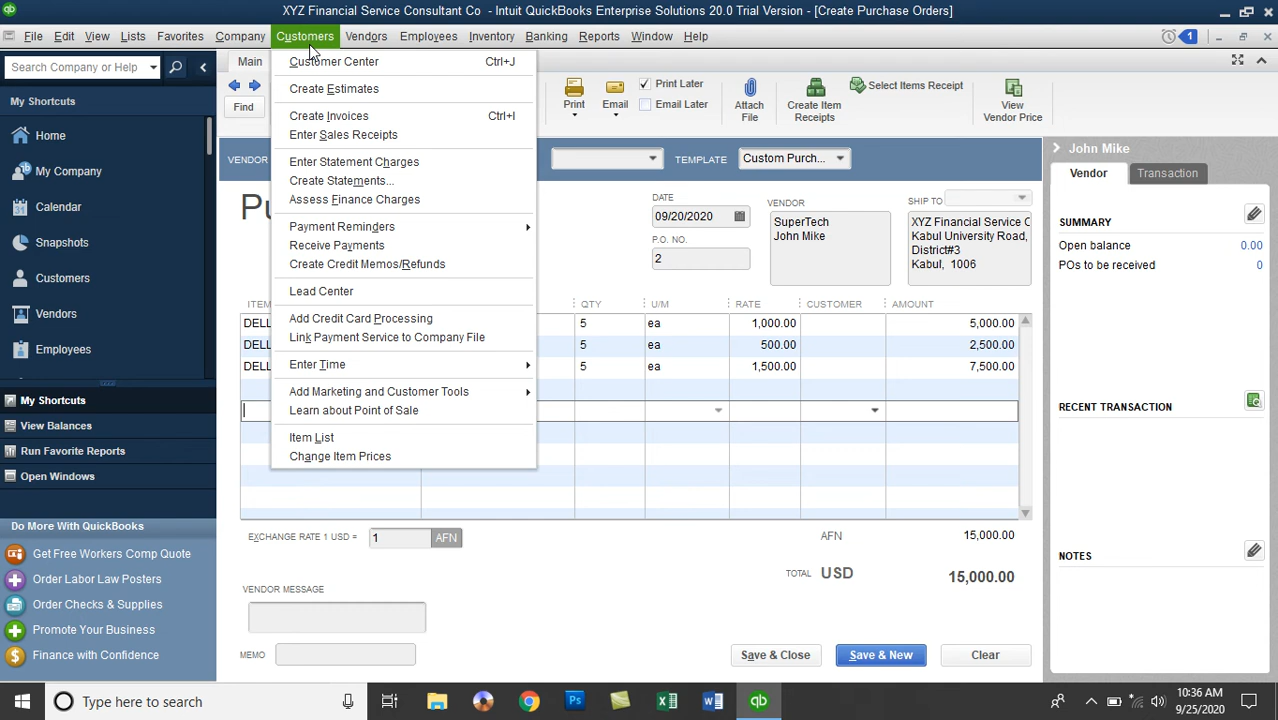 XYZ Financial Service Consultant Co - Intuit QuickBooks Enterprise Solutions 20.0 Trial Version - [Create Purchase Orders]
File Edit View Lists Favorites Company Customers Vendors Employees Inventory Banking Reports Window Help 1
Search Company or Help
My Shortcuts
Home
My Company
Calendar
Snapshots
Customers
Vendors
Employees
My Shortcuts
View Balances
Run Favorite Reports
Open Windows
Do More With QuickBooks
Get Free Workers Comp Quote
Order Labor Law Posters
Order Checks & Supplies
Promote Your Business
Finance with Confidence
Main
Find
Customer Center Ctrl+J
Create Estimates
Create Invoices Ctrl+I
Enter Sales Receipts
Enter Statement Charges
Create Statements...
Assess Finance Charges
Payment Reminders
Receive Payments
Create Credit Memos/Refunds
Lead Center
Add Credit Card Processing
Link Payment Service to Company File
Enter Time
Add Marketing and Customer Tools
Learn about Point of Sale
Item List
Change Item Prices
Print
Email
Print Later
Email Later
Attach File
Create Item Receipts
Select Items Receipt
View Vendor Price
VENDOR TEMPLATE Custom Purch...
Pu
DATE
09/20/2020
P.O. NO.
2
VENDOR
SuperTech
John Mike
SHIP TO
XYZ Financial Service C
Kabul University Road,
District#3
Kabul, 1006
ITEM QTY U/M RATE CUSTOMER AMOUNT
DELL 5 ea 1,000.00 5,000.00
DELL 5 ea 500.00 2,500.00
DELL 5 ea 1,500.00 7,500.00
EXCHANGE RATE 1 USD = 1 AFN
AFN 15,000.00
TOTAL USD 15,000.00
VENDOR MESSAGE
MEMO
Save & Close Save & New Clear
John Mike
Vendor Transaction
SUMMARY
Open balance 0.00
POs to be received 0
RECENT TRANSACTION
NOTES
Type here to search
Ps
qb
10:36 AM
9/25/2020